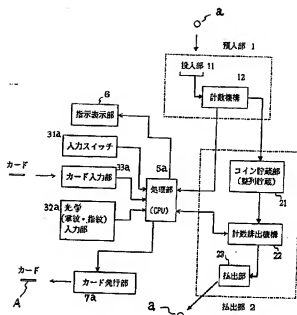 a
預入部 1
投入部 11
12
計数機構
6
指示表示部
31a
入力スイッチ
33a
5a
カード
カード入力部
処理部
(CPU)
32a
光学
(掌紋・指紋)
入力部
コイン貯蔵部
(整列貯蔵)
21
計数排出機構
22
23
払出部
カード
A
カード発行部
7a
a
払出部 2